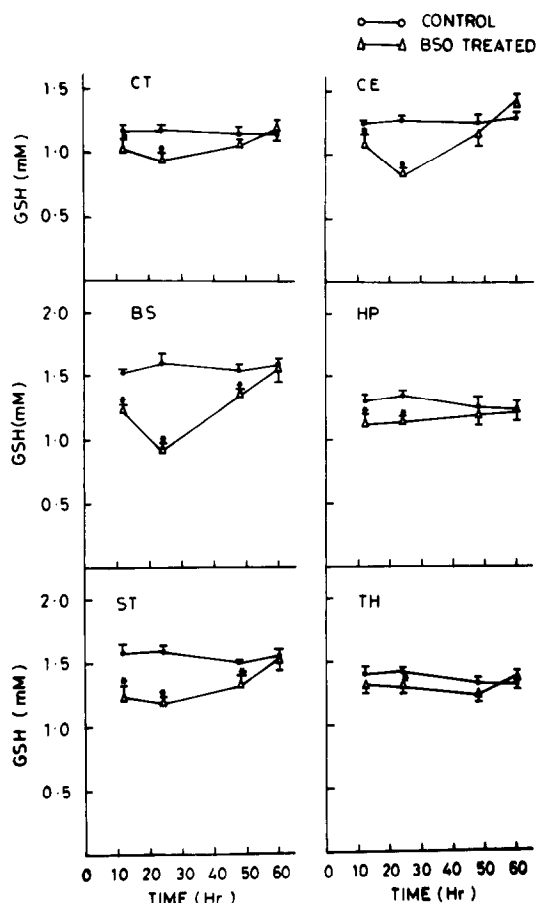 CONTROL
BSO TREATED
CT
CE
1·5
1·0
0·5
GSH (mM)
BS
HP
2·0
1·5
1·0
0·5
GSH(mM)
ST
TH
2·0
1·5
1·0
0·5
GSH (mM)
0 10 20 30 40 50 60
0 10 20 30 40 50 60
TIME (Hr)
TIME (Hr)